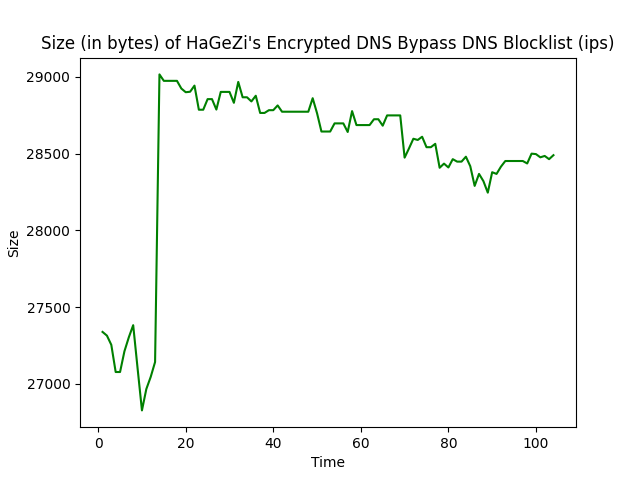 Size (in bytes) of HaGeZi's Encrypted DNS Bypass DNS Blocklist (ips)
29000
28500
28000
27500
27000
Size
0 20 40 60 80 100
Time